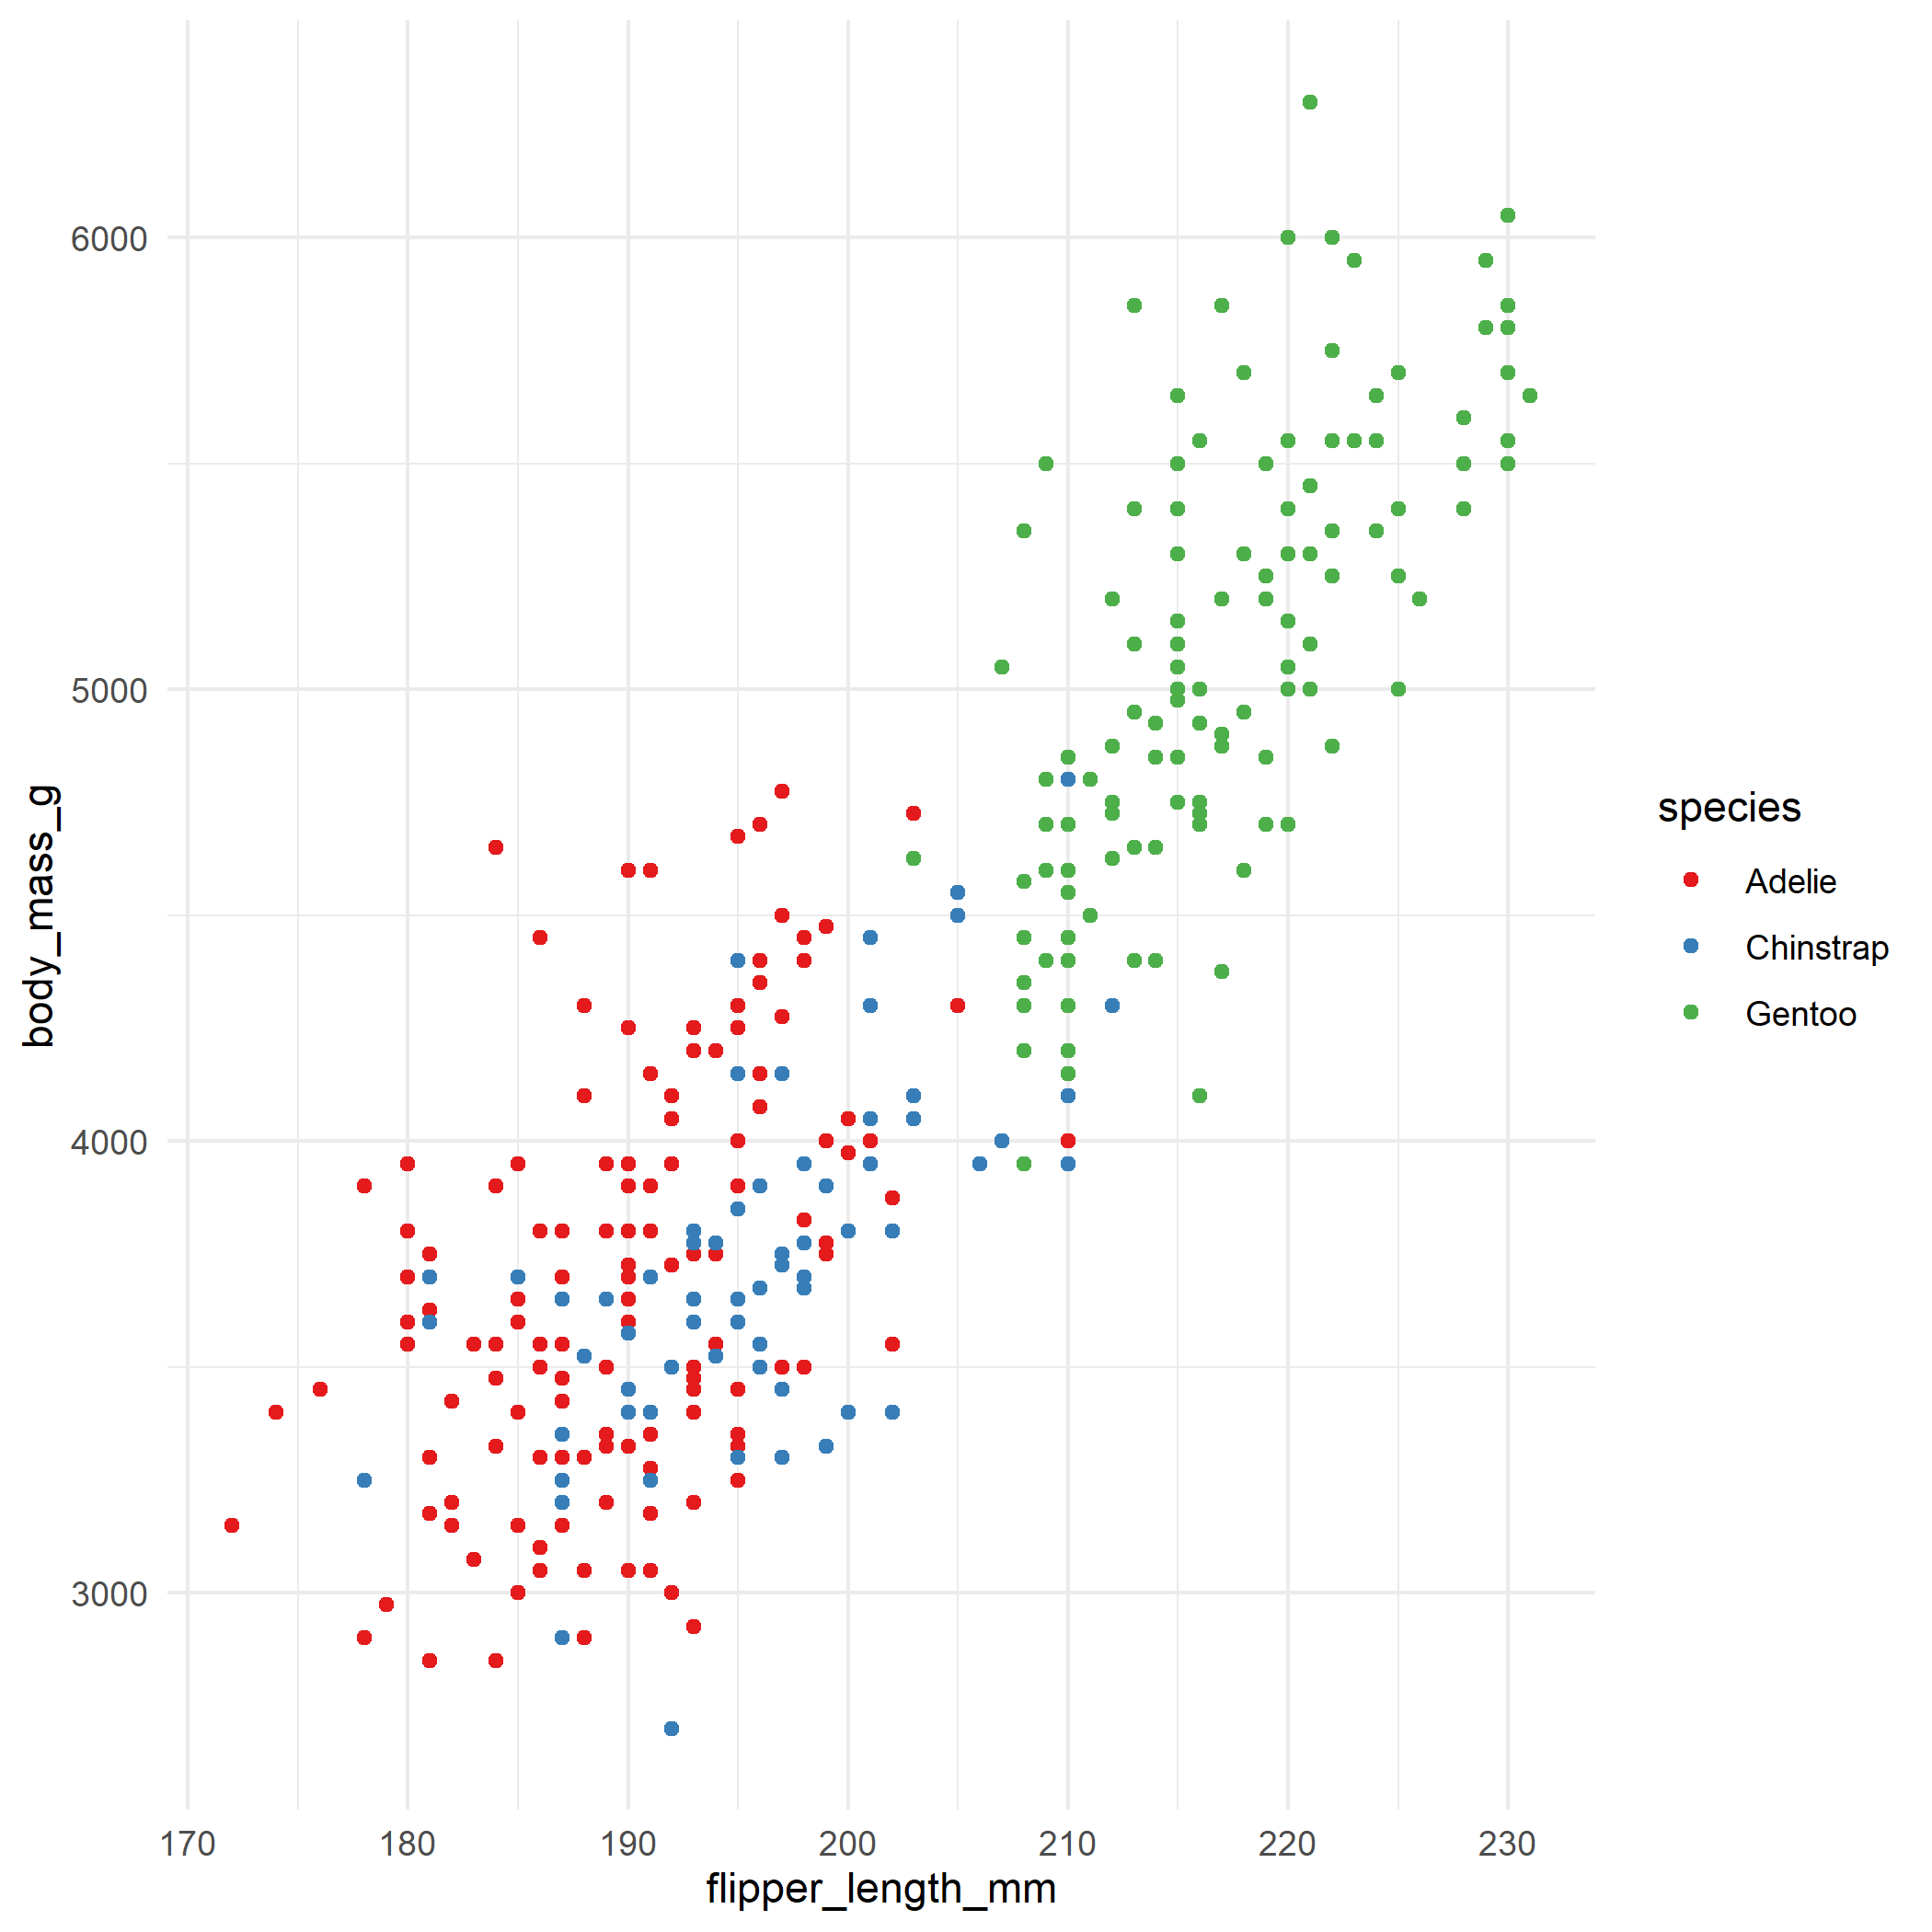 6000
5000
4000
3000
body_mass_g
170 180 190 200 210 220 230
flipper_length_mm
species
Adelie
Chinstrap
Gentoo